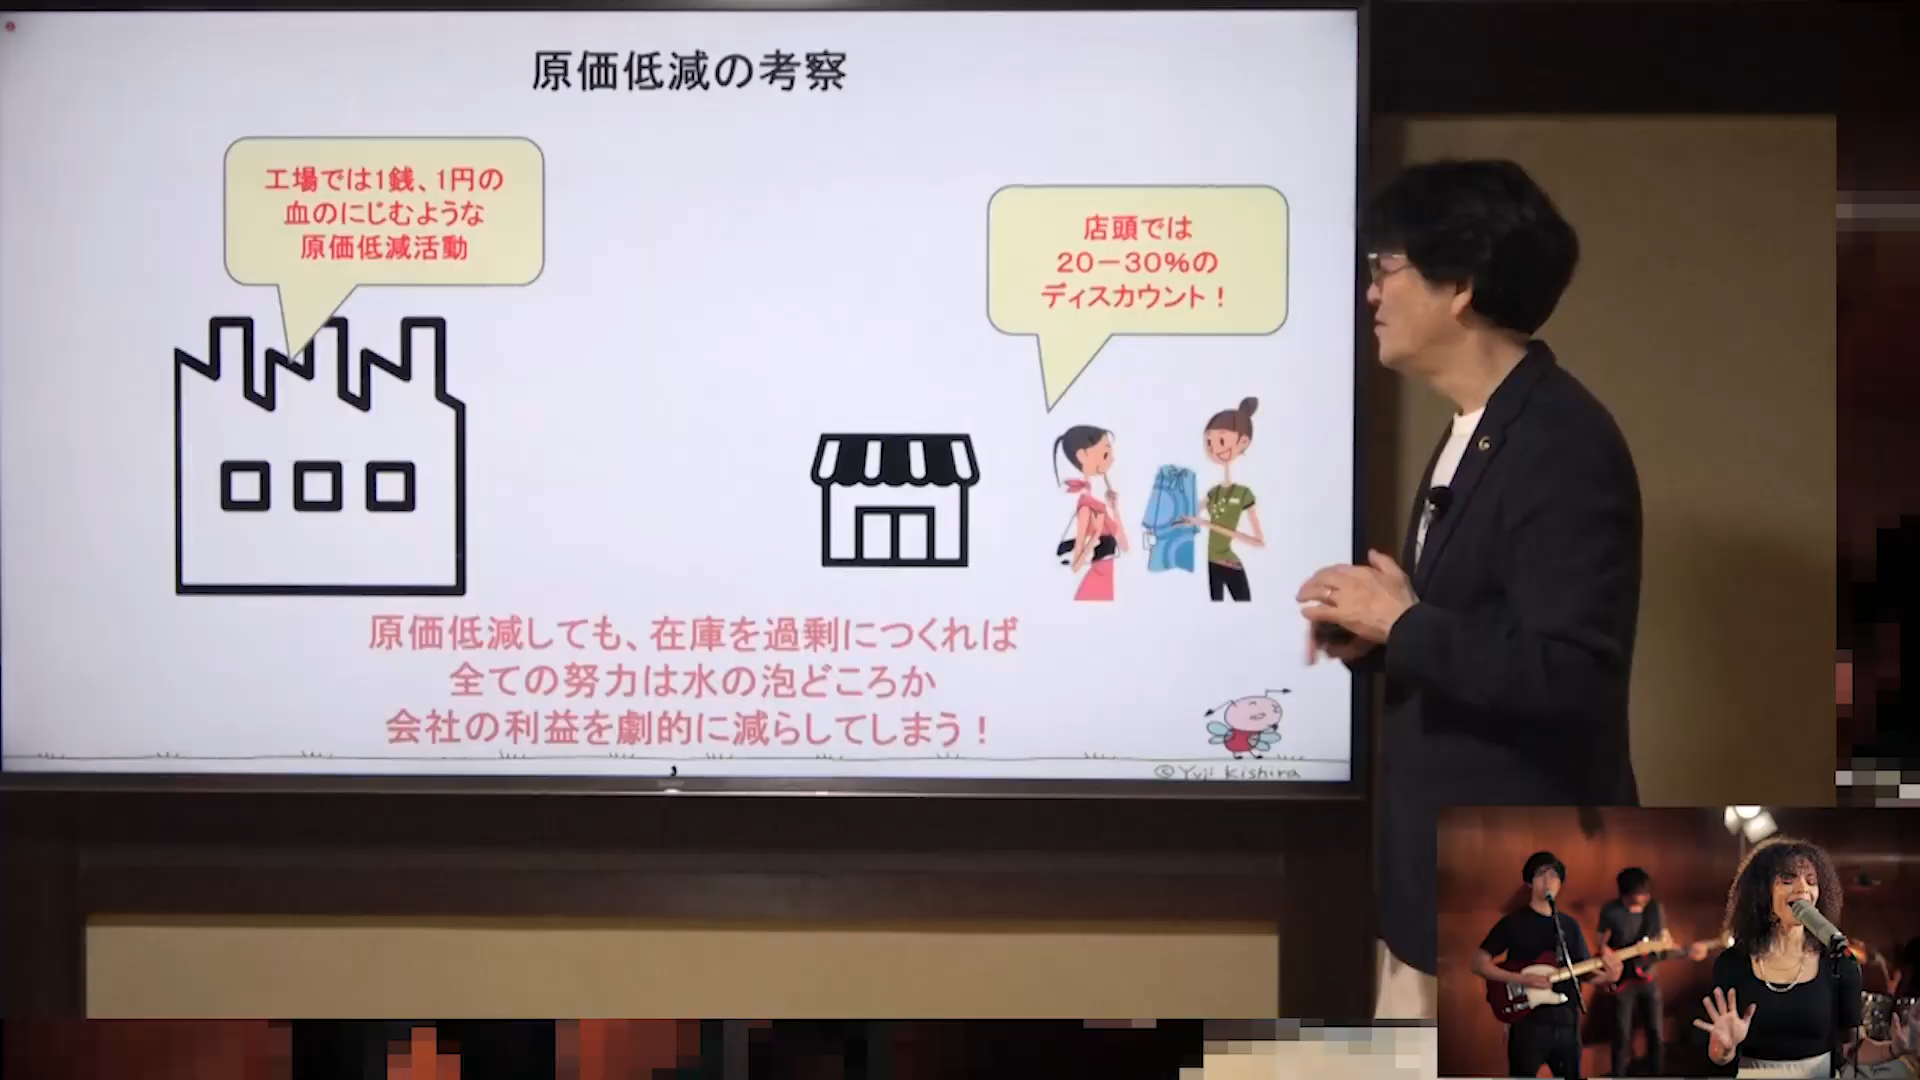 原価低減の考察
工場では1銭、1円の
血のにじむような
原価低減活動
店頭では
20－30%の
ディスカウント！
原価低減しても、在庫を過剰につくれば
全ての努力は水の泡どころか
会社の利益を劇的に減らしてしまう！
©Yuji Kishira